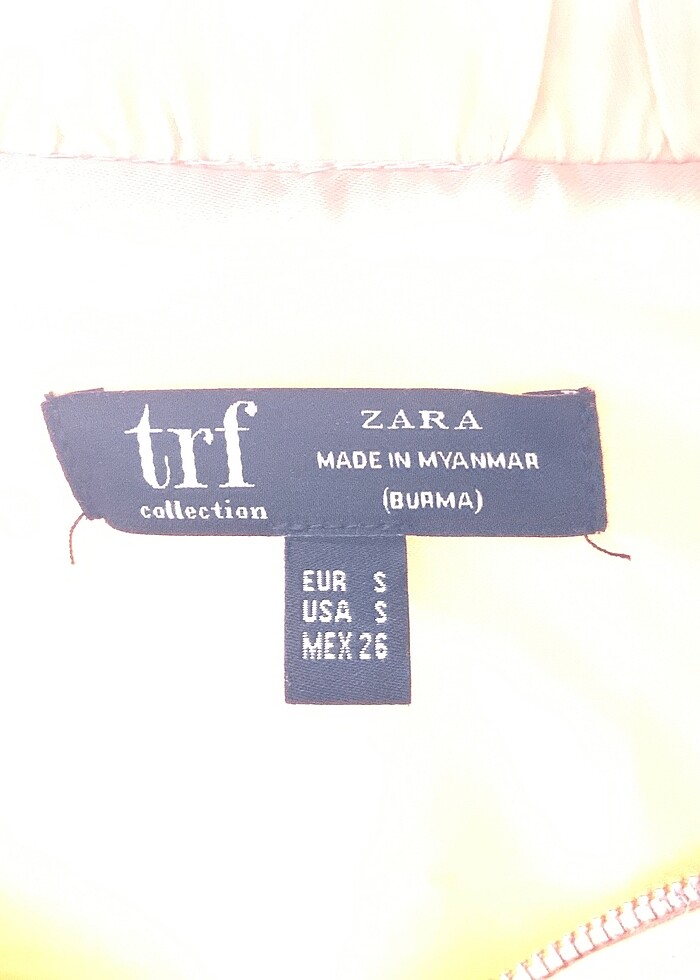 trf
collection
ZARA
MADE IN MYANMAR
(BURMA)
EUR S
USA S
MEX 26